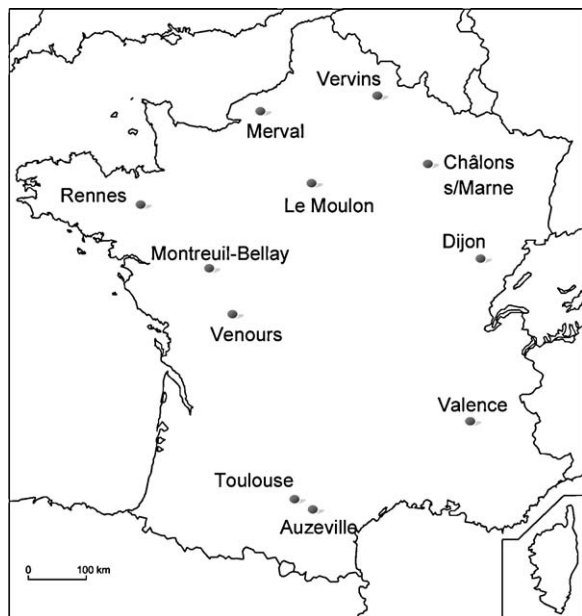 Vervins
Merval
Châlons
s/Marne
Le Moulon
Rennes
Dijon
Montreuil-Bellay
Venours
Valence
Toulouse
Auzeville
0 100 km